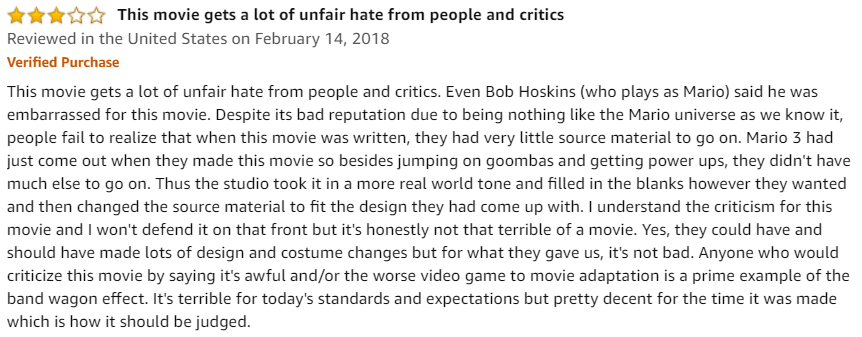 This movie gets a lot of unfair hate from people and critics
Reviewed in the United States on February 14, 2018
Verified Purchase
This movie gets a lot of unfair hate from people and critics. Even Bob Hoskins (who plays as Mario) said he was
embarrassed for this movie. Despite its bad reputation due to being nothing like the Mario universe as we know it,
people fail to realize that when this movie was written, they had very little source material to go on. Mario 3 had
just come out when they made this movie so besides jumping on goombas and getting power ups, they didn't have
much else to go on. Thus the studio took it in a more real world tone and filled in the blanks however they wanted
and then changed the source material to fit the design they had come up with. I understand the criticism for this
movie and I won't defend it on that front but it's honestly not that terrible of a movie. Yes, they could have and
should have made lots of design and costume changes but for what they gave us, it's not bad. Anyone who would
criticize this movie by saying it's awful and/or the worse video game to movie adaptation is a prime example of the
band wagon effect. It's terrible for today's standards and expectations but pretty decent for the time it was made
which is how it should be judged.